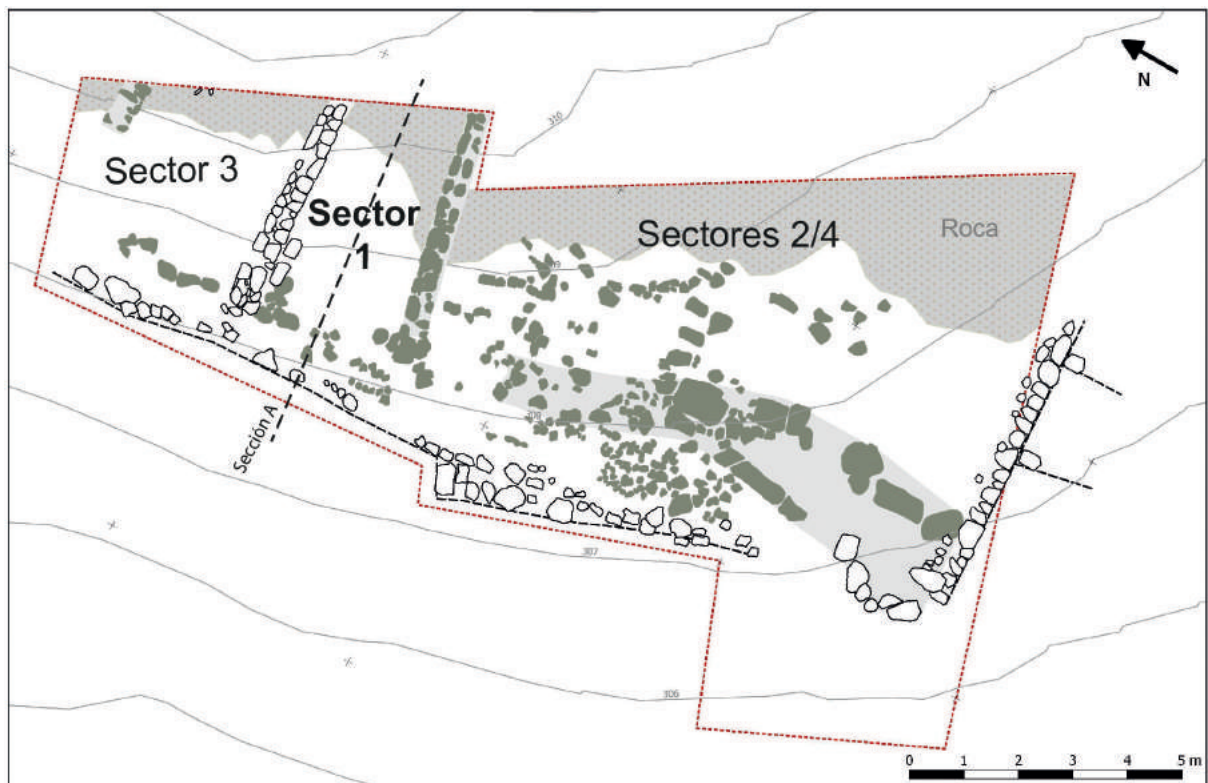 N
310
Sector 3
Sector
1
Sectores 2/4
Roca
309
308
Sección A
307
306
0 1 2 3 4 5 m